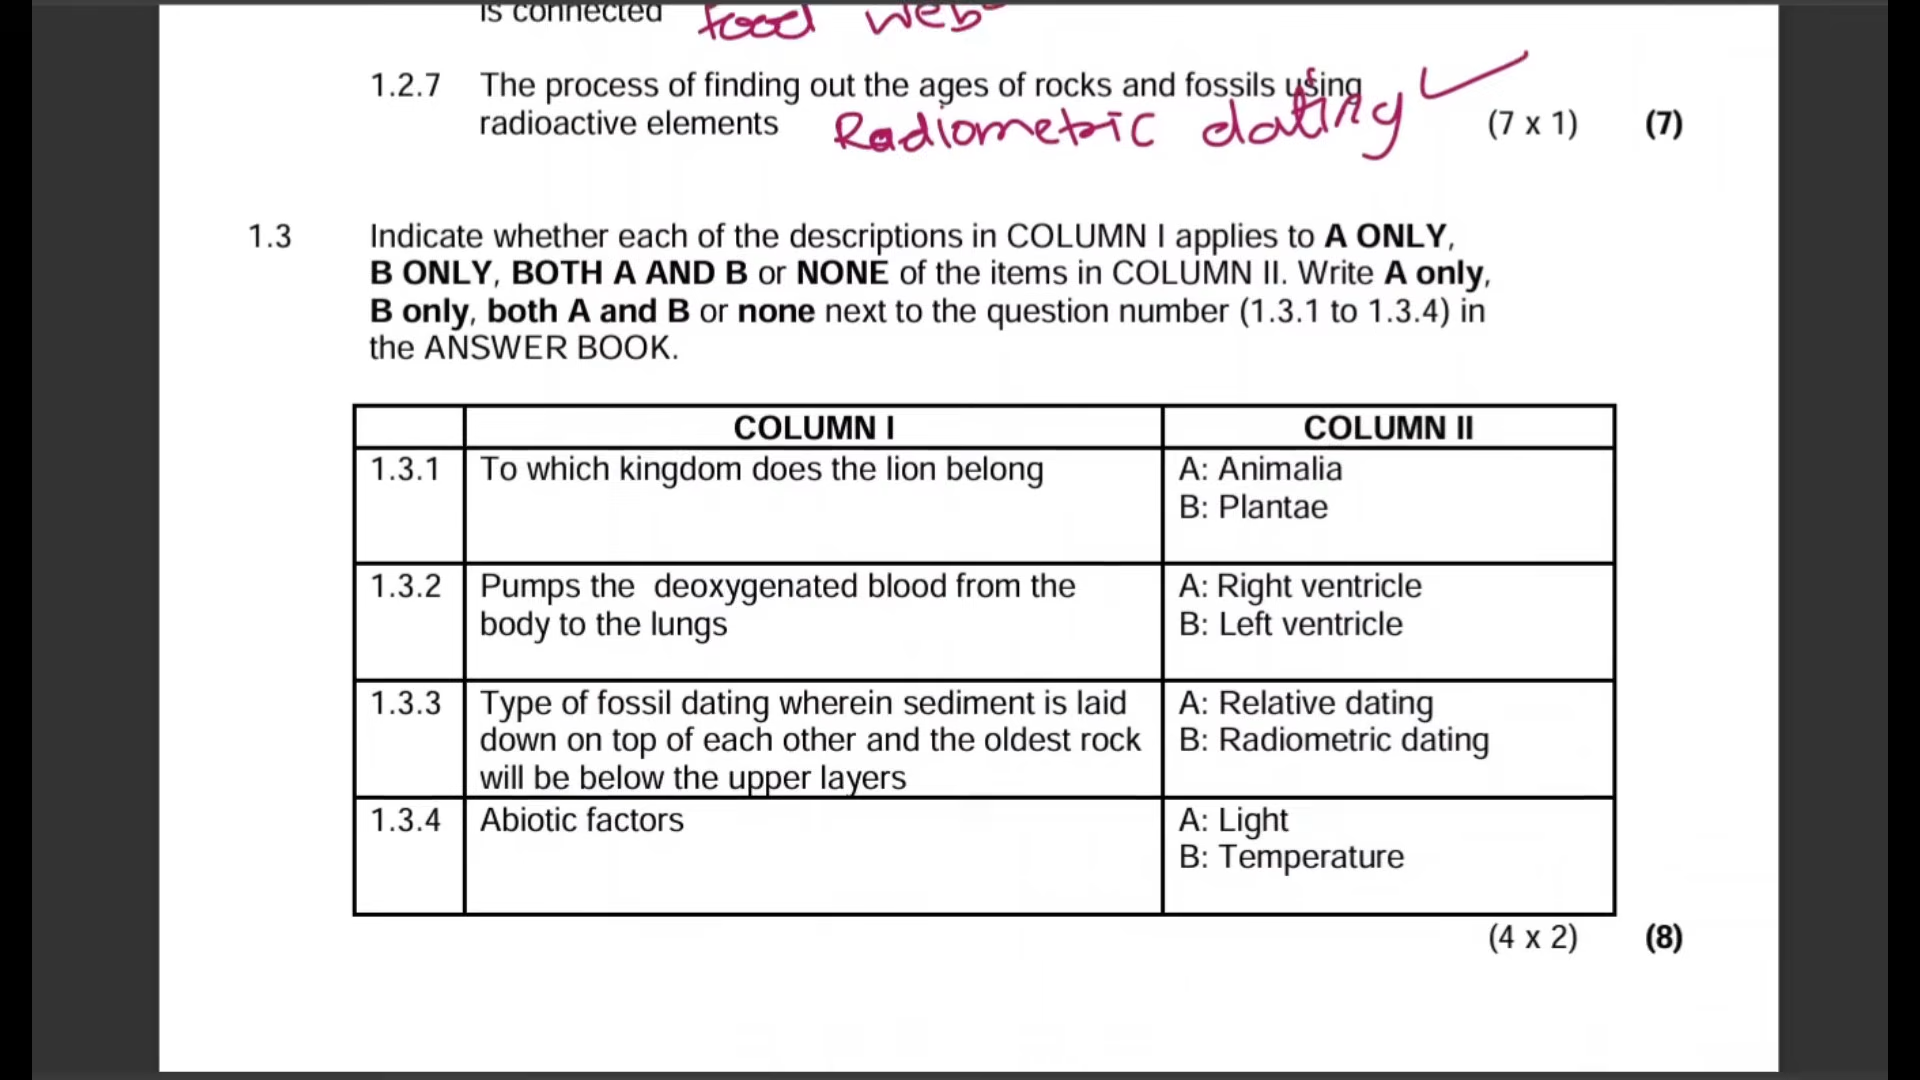 is connected food web
1.2.7 The process of finding out the ages of rocks and fossils using
radioactive elements Radiometric dating (7 x 1) (7)
1.3 Indicate whether each of the descriptions in COLUMN I applies to A ONLY,
B ONLY, BOTH A AND B or NONE of the items in COLUMN II. Write A only,
B only, both A and B or none next to the question number (1.3.1 to 1.3.4) in
the ANSWER BOOK.
COLUMN I COLUMN II
1.3.1 To which kingdom does the lion belong A: Animalia
B: Plantae
1.3.2 Pumps the deoxygenated blood from the A: Right ventricle
body to the lungs B: Left ventricle
1.3.3 Type of fossil dating wherein sediment is laid A: Relative dating
down on top of each other and the oldest rock B: Radiometric dating
will be below the upper layers
1.3.4 Abiotic factors A: Light
B: Temperature
(4 x 2) (8)